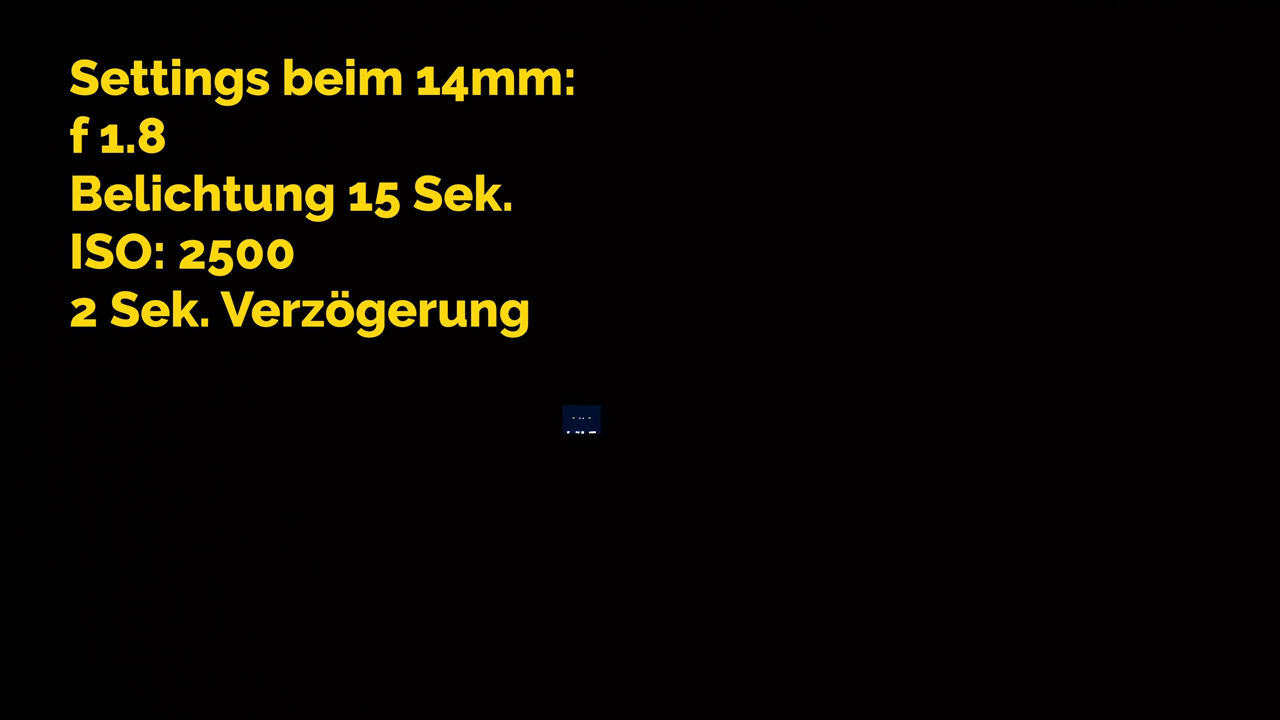 Settings beim 14mm:
f 1.8
Belichtung 15 Sek.
ISO: 2500
2 Sek. Verzögerung